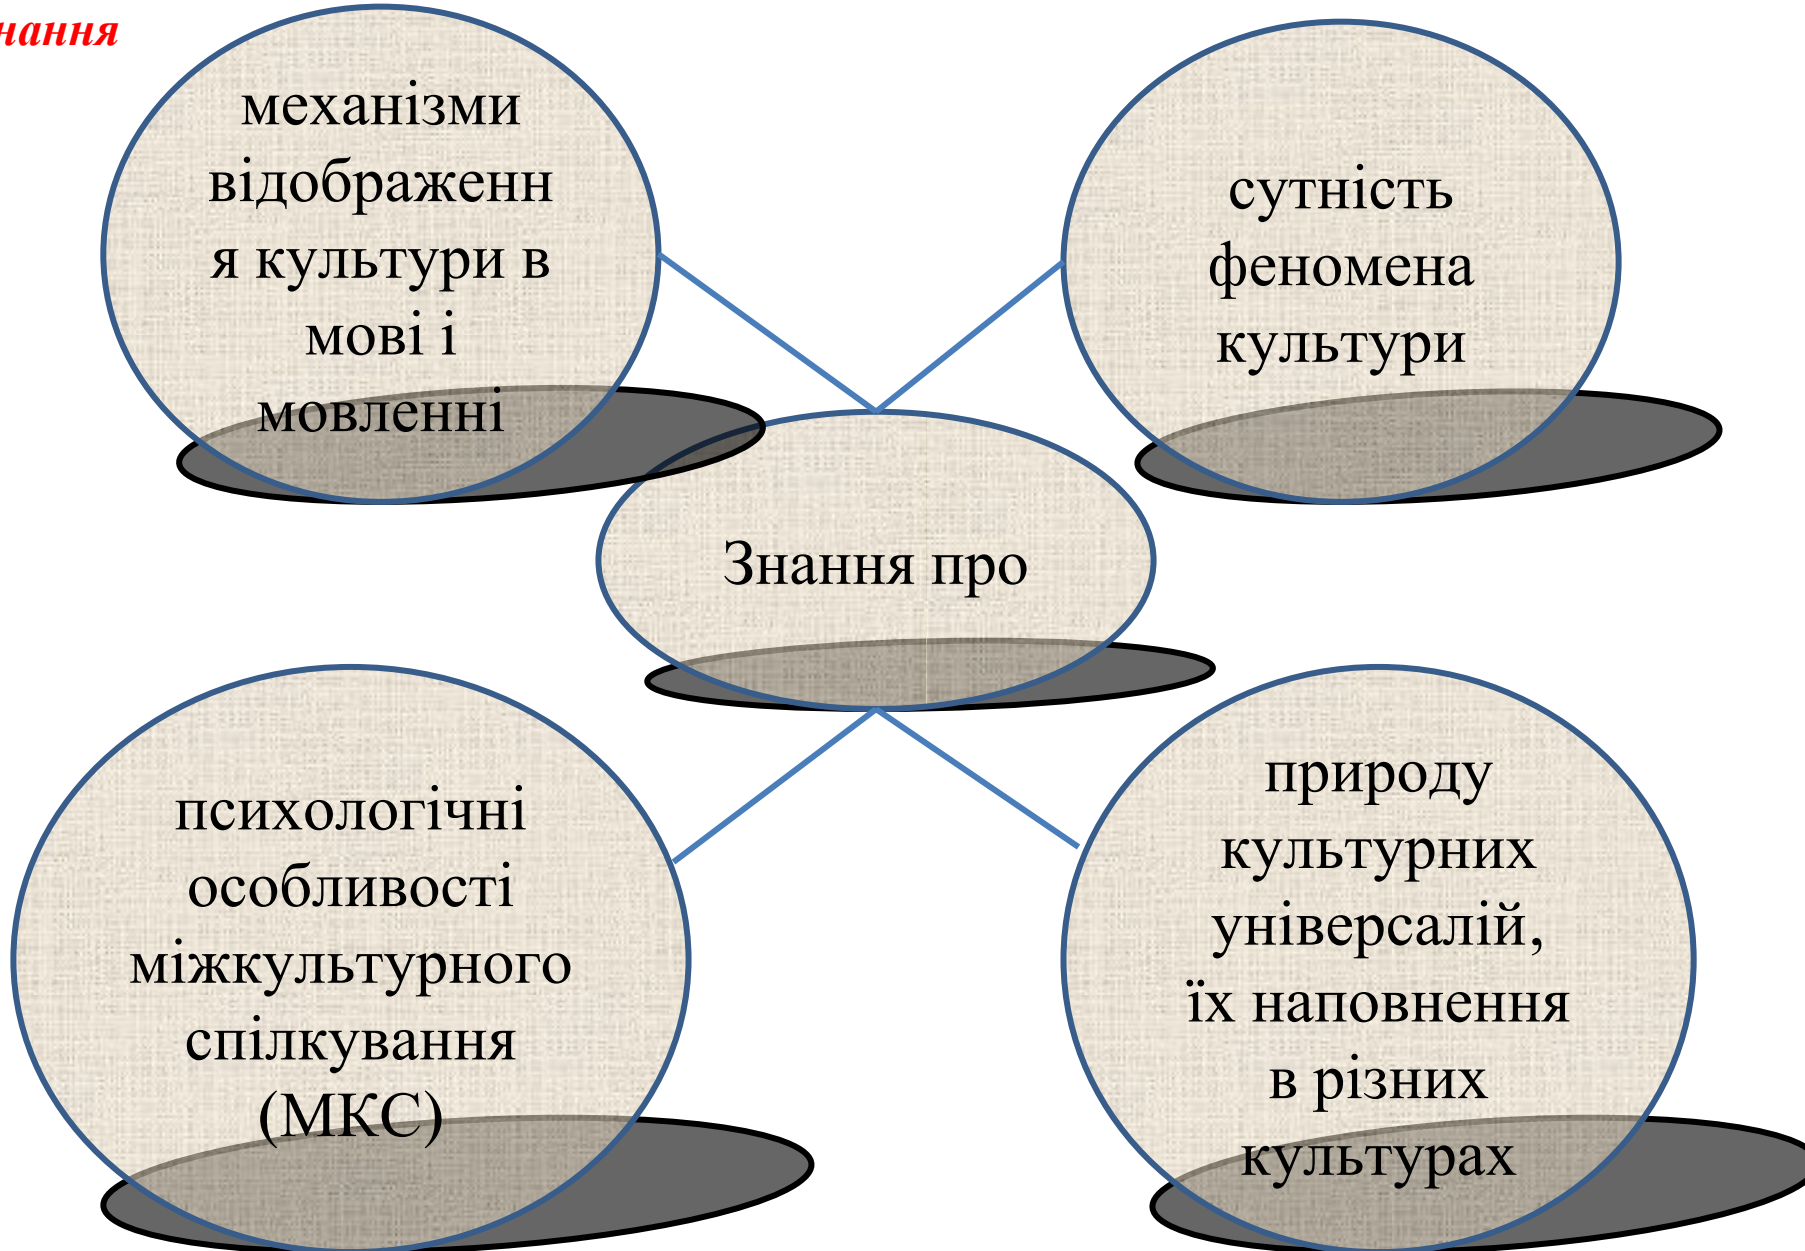 нання
механізми
відображенн
я культури в
мові і
мовленні
сутність
феномена
культури
Знання про
психологічні
особливості
міжкультурного
спілкування
(МКС)
природу
культурних
універсалій,
їх наповнення
в різних
культурах